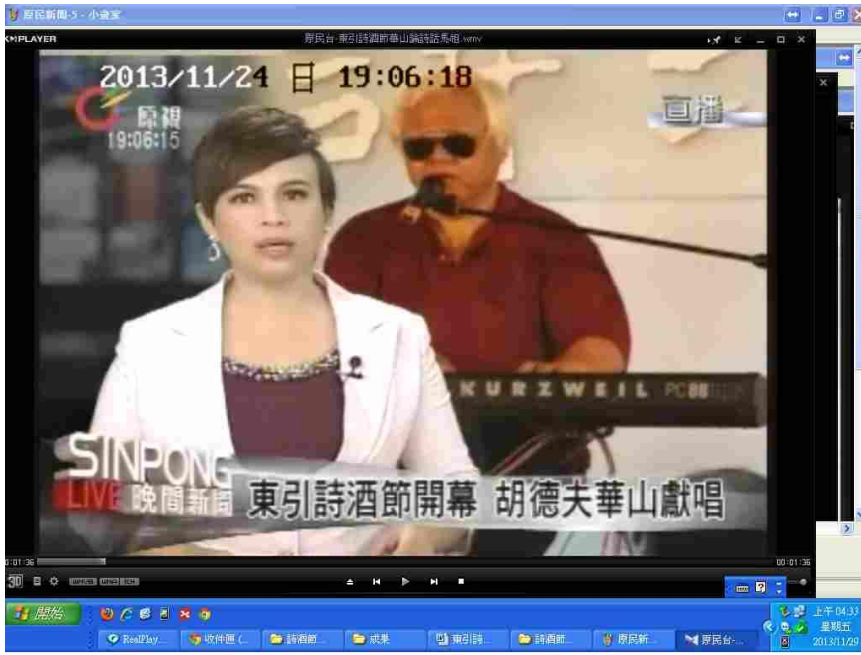 原民新聞-5 - 小畫家
KMPLAYER
原民台-東引詩酒節華山論詩話馬祖.wmv
2013/11/24 日 19:06:18
原視
19:06:15
直播
3
KURZWEIL PC88
SINPONG
LIVE 晚間新聞
東引詩酒節開幕 胡德夫華山獻唱
0:01:36
00:01:36
3D
開始
上午 04:33
RealPlay...
收件匣 (...
詩酒節...
成果
東引詩...
詩酒節...
原民新...
原民台-...
星期五
2013/11/29